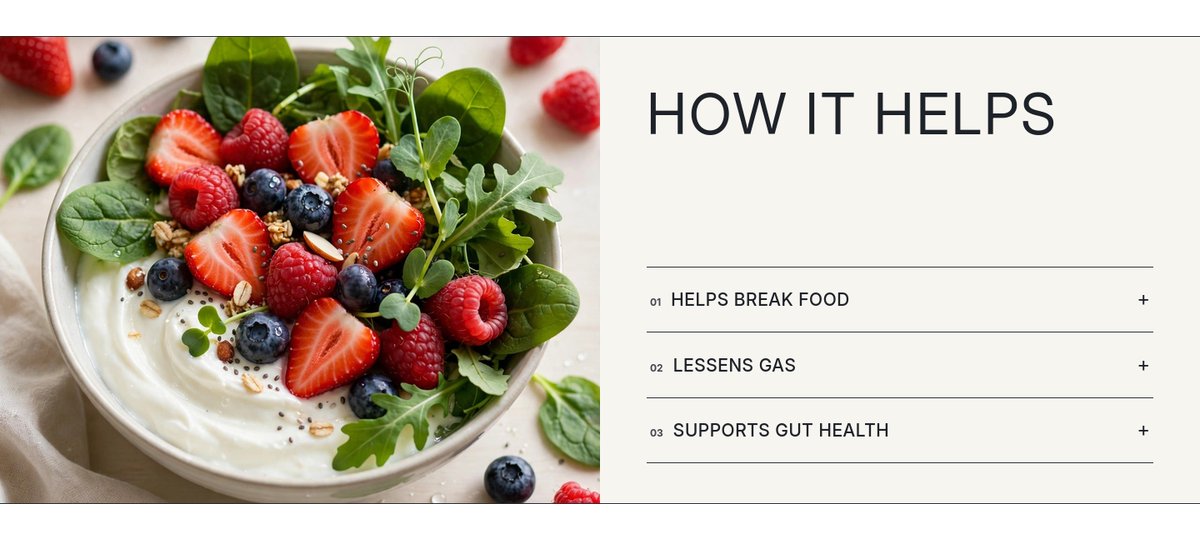 HOW IT HELPS
01 HELPS BREAK FOOD +
02 LESSENS GAS +
03 SUPPORTS GUT HEALTH +